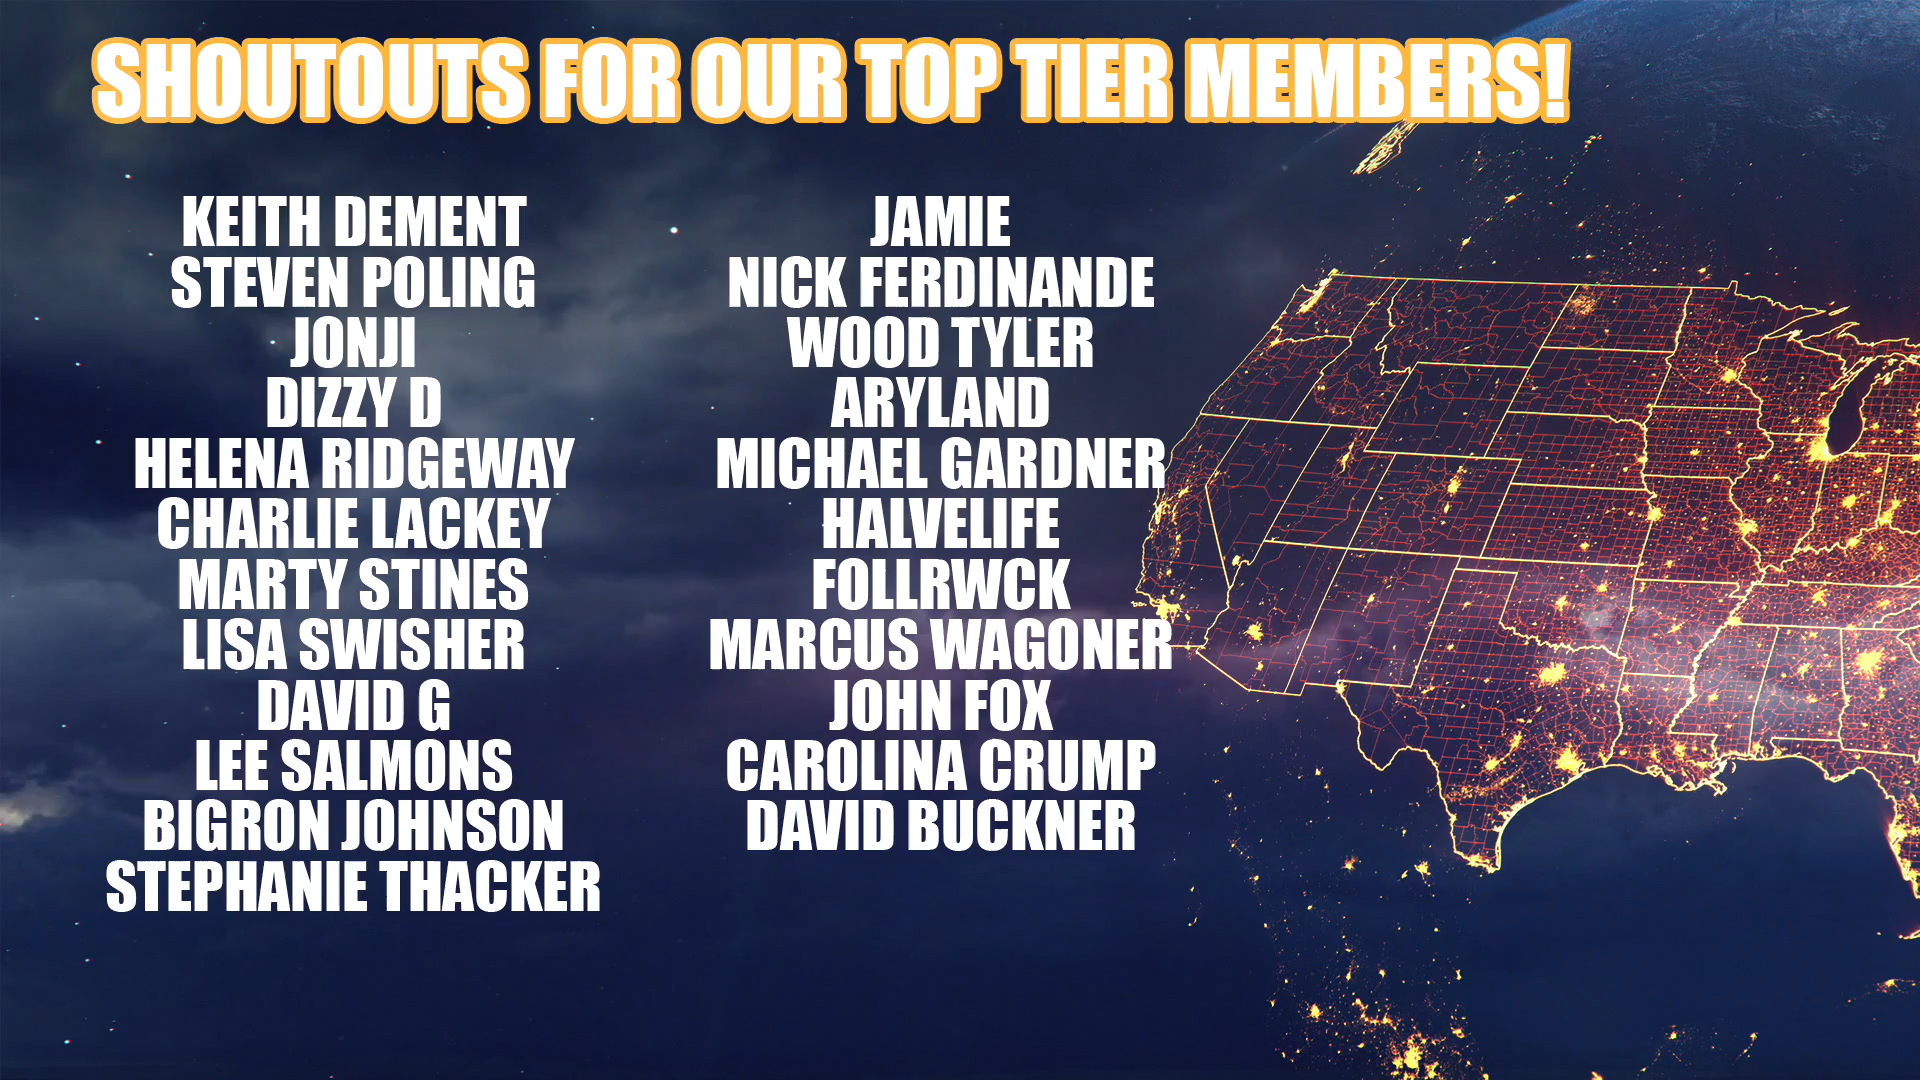 SHOUTOUTS FOR OUR TOP TIER MEMBERS!
KEITH DEMENT
STEVEN POLING
JONJI
DIZZY D
HELENA RIDGEWAY
CHARLIE LACKEY
MARTY STINES
LISA SWISHER
DAVID G
LEE SALMONS
BIGRON JOHNSON
STEPHANIE THACKER
JAMIE
NICK FERDINANDE
WOOD TYLER
ARYLAND
MICHAEL GARDNER
HALVELIFE
FOLLRWCK
MARCUS WAGONER
JOHN FOX
CAROLINA CRUMP
DAVID BUCKNER